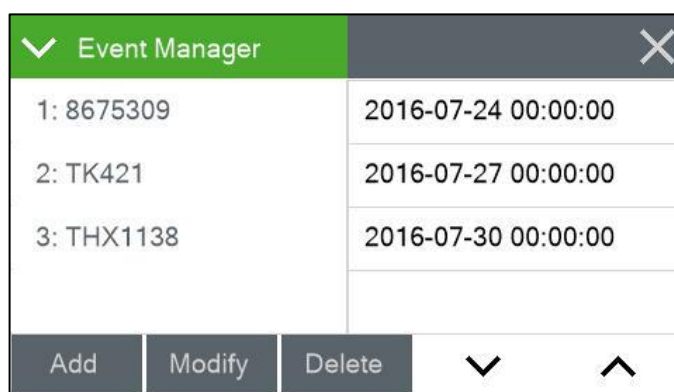 Event Manager
1: 8675309 2016-07-24 00:00:00
2: TK421 2016-07-27 00:00:00
3: THX1138 2016-07-30 00:00:00
Add Modify Delete